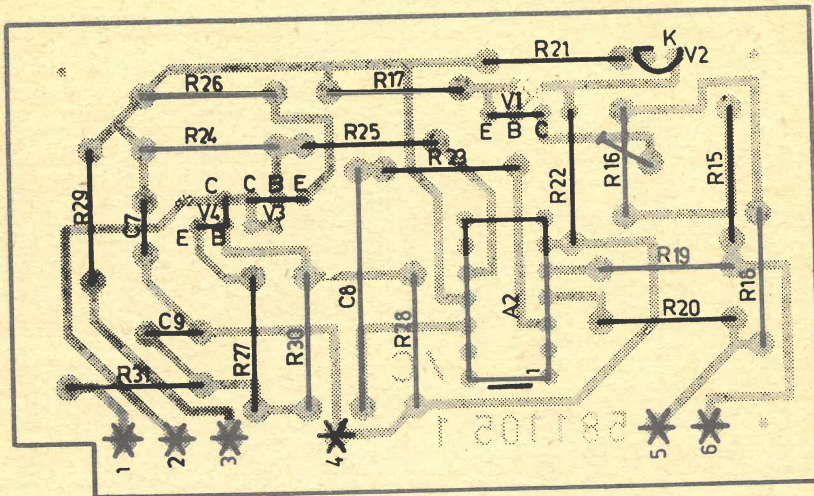 K
R21
V2
R26
R17
V1
E B C
R24
R25
R23
R16
R22
R15
R29
C
C B E
V4
V3
C7
E B
R19
R18
A2
C8
R20
C9
R27
R30
R28
R31
1
581105 1
1 2 3 4 5 6